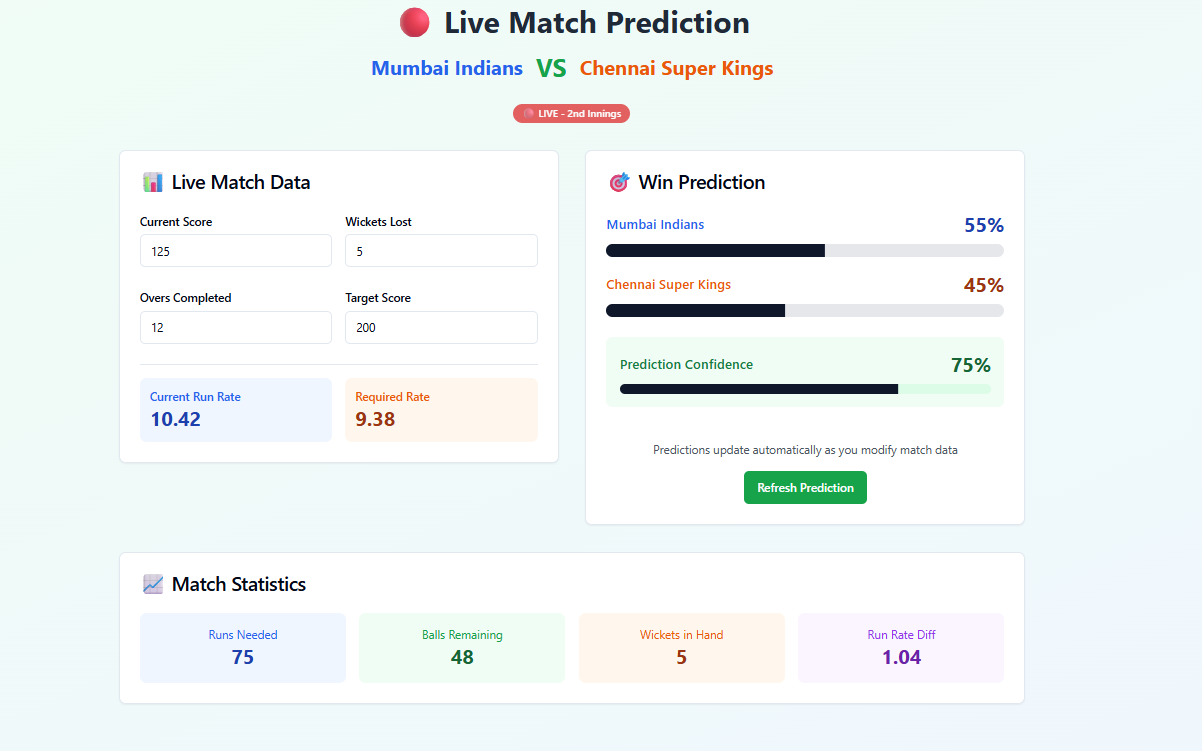 Live Match Prediction
Mumbai Indians VS Chennai Super Kings
LIVE - 2nd Innings
Live Match Data
Current Score
Wickets Lost
125
5
Overs Completed
Target Score
12
200
Current Run Rate
10.42
Required Rate
9.38
Win Prediction
Mumbai Indians 55%
Chennai Super Kings 45%
Prediction Confidence 75%
Predictions update automatically as you modify match data
Refresh Prediction
Match Statistics
Runs Needed
75
Balls Remaining
48
Wickets in Hand
5
Run Rate Diff
1.04